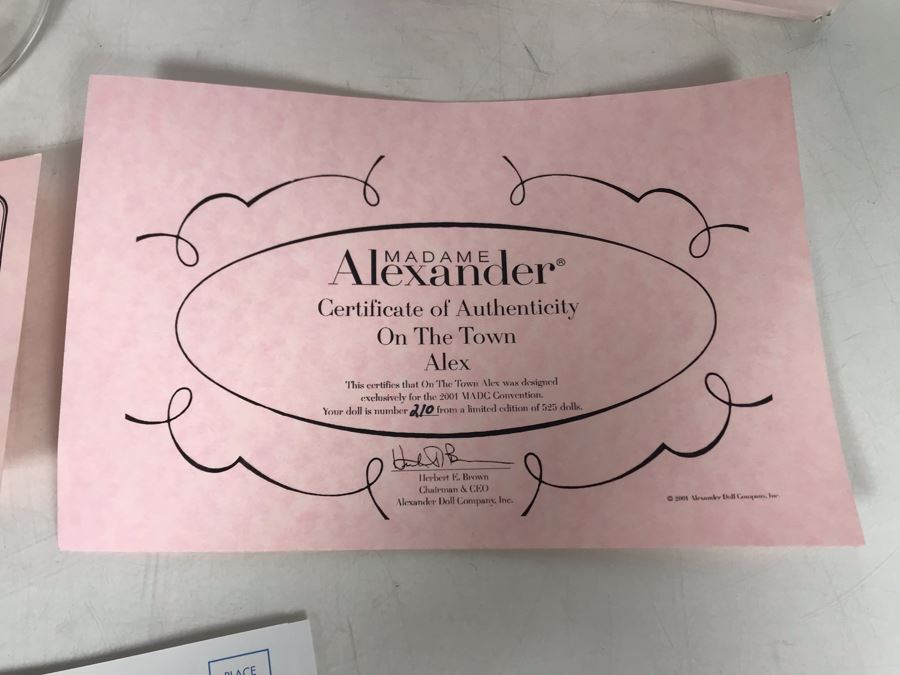 MADAME
Alexander®
Certificate of Authenticity
On The Town
Alex
This certifies that On The Town Alex was designed
exclusively for the 2001 MADC Convention.
Your doll is number 210 from a limited edition of 525 dolls.
Herbert E. Brown
Chairman & CEO
Alexander Doll Company, Inc.
© 2001 Alexander Doll Company, Inc.
PLACE